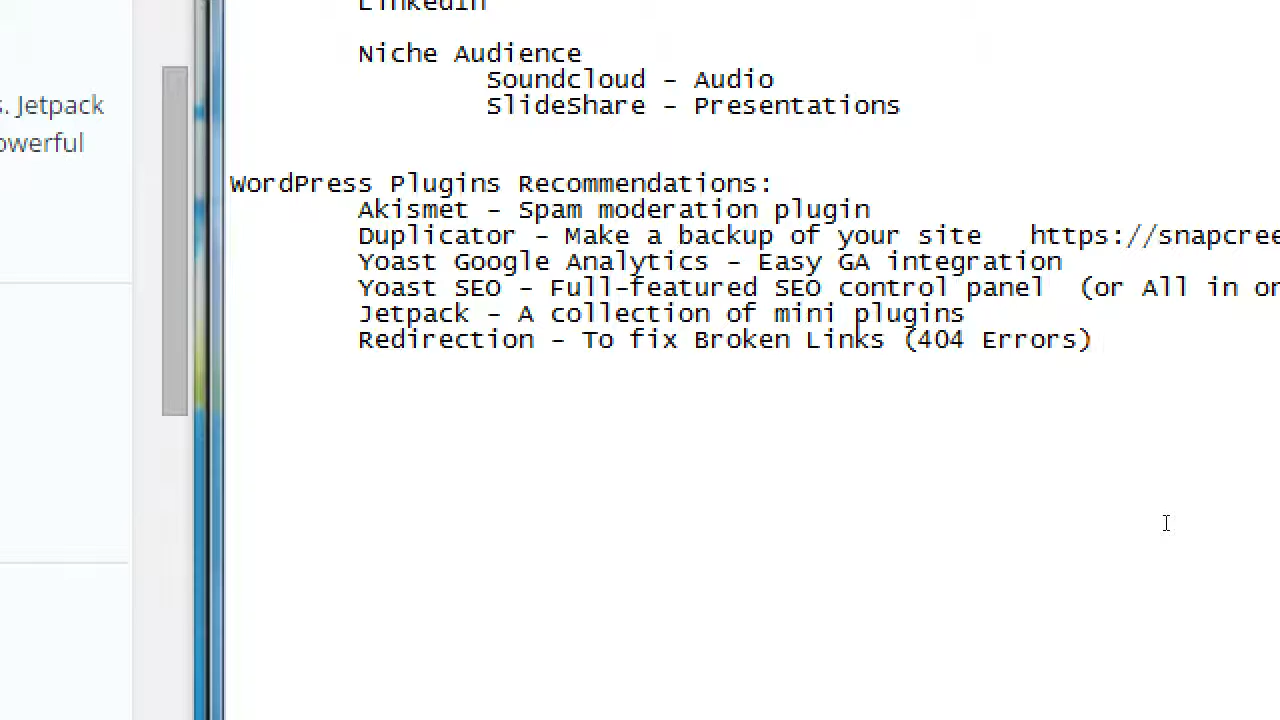 LinkedIn
Niche Audience
Soundcloud - Audio
s. Jetpack
SlideShare - Presentations
owerful
WordPress Plugins Recommendations:
Akismet - Spam moderation plugin
Duplicator - Make a backup of your site https://snapcree
Yoast Google Analytics - Easy GA integration
Yoast SEO - Full-featured SEO control panel (or All in on
Jetpack - A collection of mini plugins
Redirection - To fix Broken Links (404 Errors)